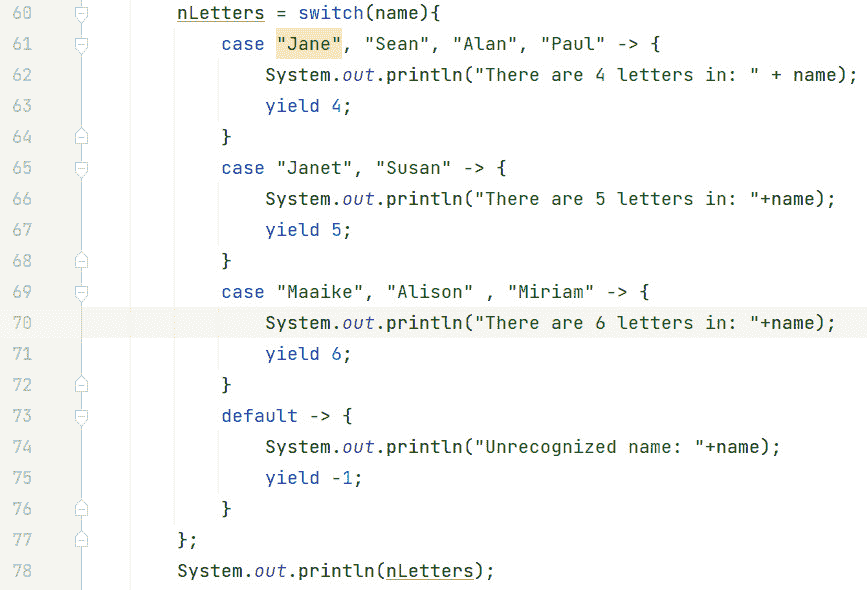 60 nLetters = switch(name){
61 case "Jane", "Sean", "Alan", "Paul" -> {
62 System.out.println("There are 4 letters in: " + name);
63 yield 4;
64 }
65 case "Janet", "Susan" -> {
66 System.out.println("There are 5 letters in: "+name);
67 yield 5;
68 }
69 case "Maaike", "Alison" , "Miriam" -> {
70 System.out.println("There are 6 letters in: "+name);
71 yield 6;
72 }
73 default -> {
74 System.out.println("Unrecognized name: "+name);
75 yield -1;
76 }
77 };
78 System.out.println(nLetters);